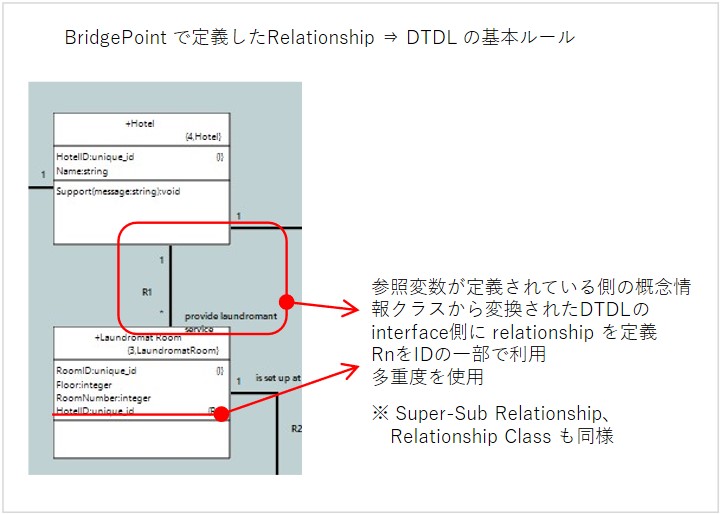 BridgePoint で定義したRelationship ⇒ DTDL の基本ルール
+Hotel
{4,Hotel}
HotelID:unique_id {I}
Name:string
1
Support(message:string):void
1
1
R1
*
provide laundromant
service
+Laundromat Room
{3,LaundromatRoom}
RoomID:unique_id {I}
Floor:integer
RoomNumber:integer
HotelID:unique_id
1
is set up at
R2
参照変数が定義されている側の概念情
報クラスから変換されたDTDLの
interface側に relationship を定義
RnをIDの一部で利用
多重度を使用
※ Super-Sub Relationship、
Relationship Class も同様